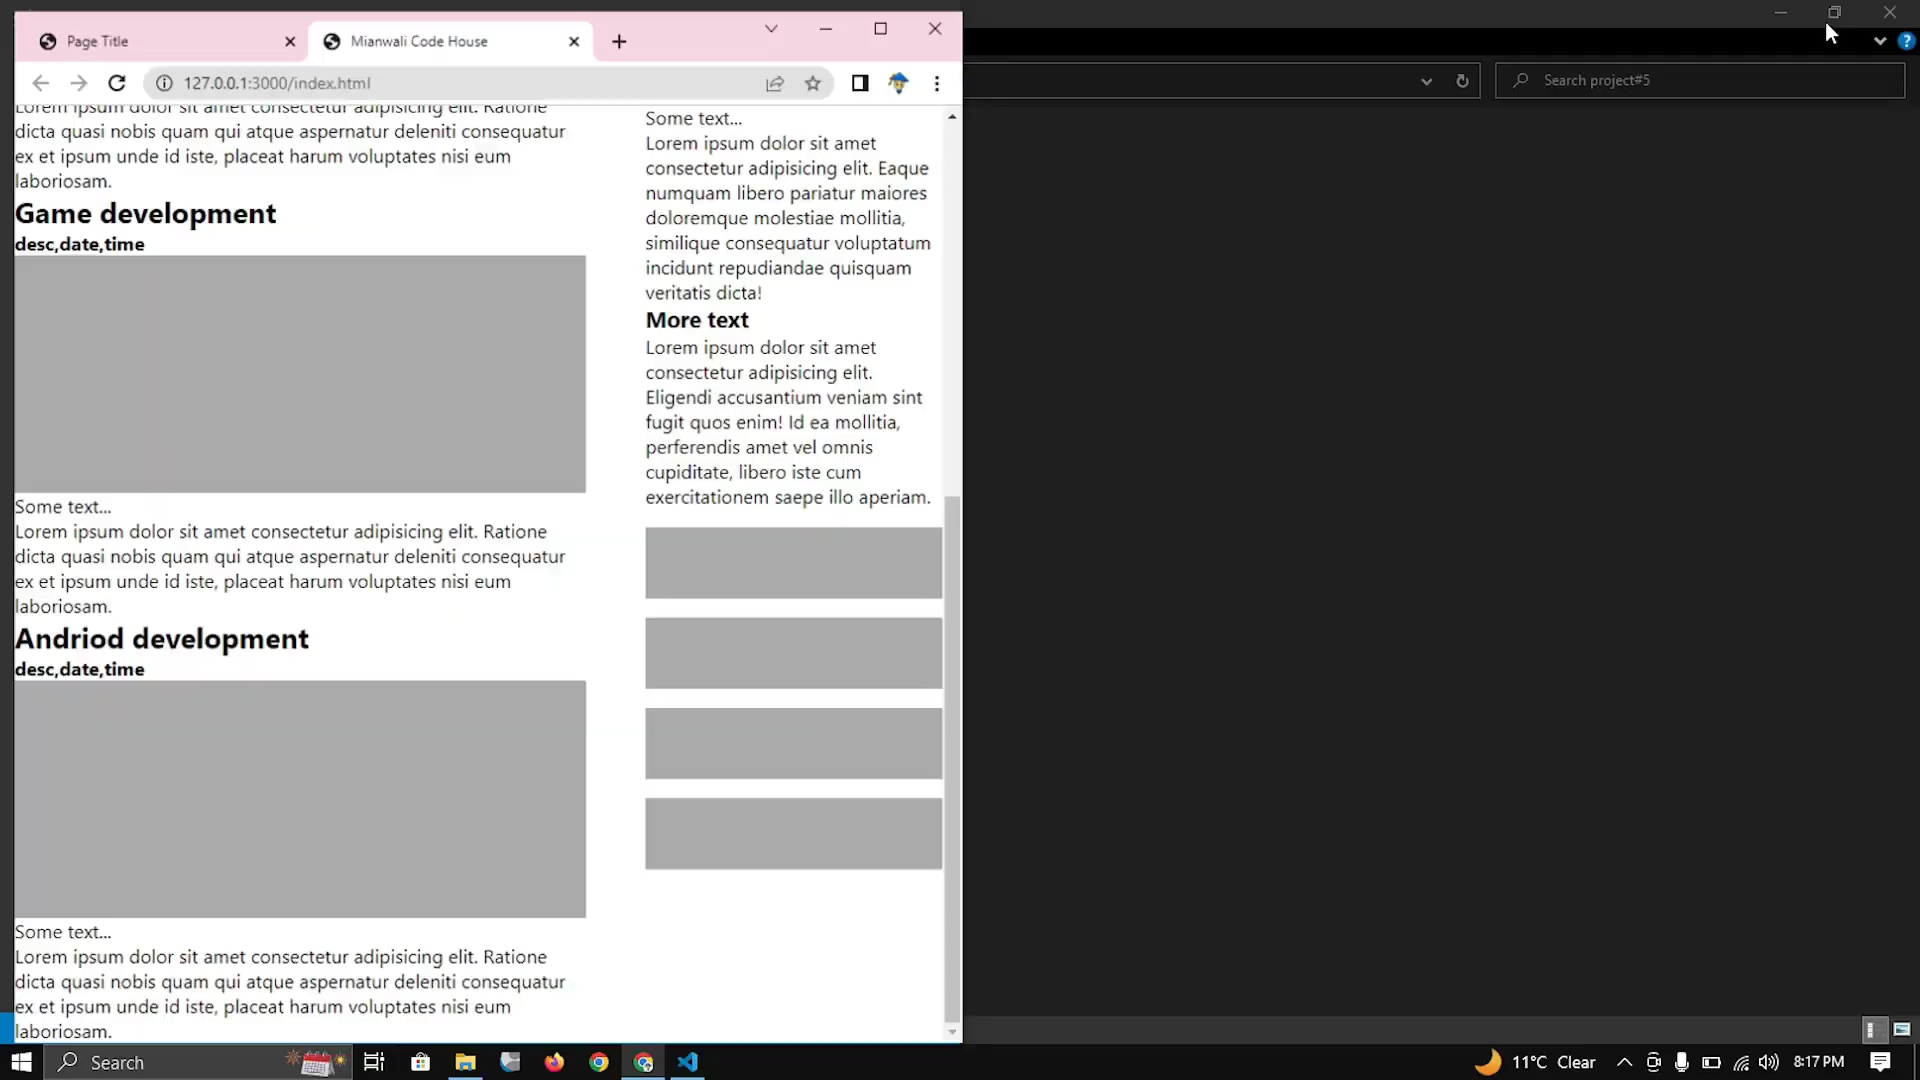 Page Title
Mianwali Code House
127.0.0.1:3000/index.html
Search project#5
Lorem ipsum dolor sit amet consectetur adipisicing elit. Ratione
dicta quasi nobis quam qui atque aspernatur deleniti consequatur
ex et ipsum unde id iste, placeat harum voluptates nisi eum
laboriosam.
Game development
desc,date,time
Some text...
Lorem ipsum dolor sit amet consectetur adipisicing elit. Ratione
dicta quasi nobis quam qui atque aspernatur deleniti consequatur
ex et ipsum unde id iste, placeat harum voluptates nisi eum
laboriosam.
Andriod development
desc,date,time
Some text...
Lorem ipsum dolor sit amet consectetur adipisicing elit. Ratione
dicta quasi nobis quam qui atque aspernatur deleniti consequatur
ex et ipsum unde id iste, placeat harum voluptates nisi eum
laboriosam.
Some text...
Lorem ipsum dolor sit amet
consectetur adipisicing elit. Eaque
numquam libero pariatur maiores
doloremque molestiae mollitia,
similique consequatur voluptatum
incidunt repudiandae quisquam
veritatis dicta!
More text
Lorem ipsum dolor sit amet
consectetur adipisicing elit.
Eligendi accusantium veniam sint
fugit quos enim! Id ea mollitia,
perferendis amet vel omnis
cupiditate, libero iste cum
exercitationem saepe illo aperiam.
Search
11°C Clear
8:17 PM